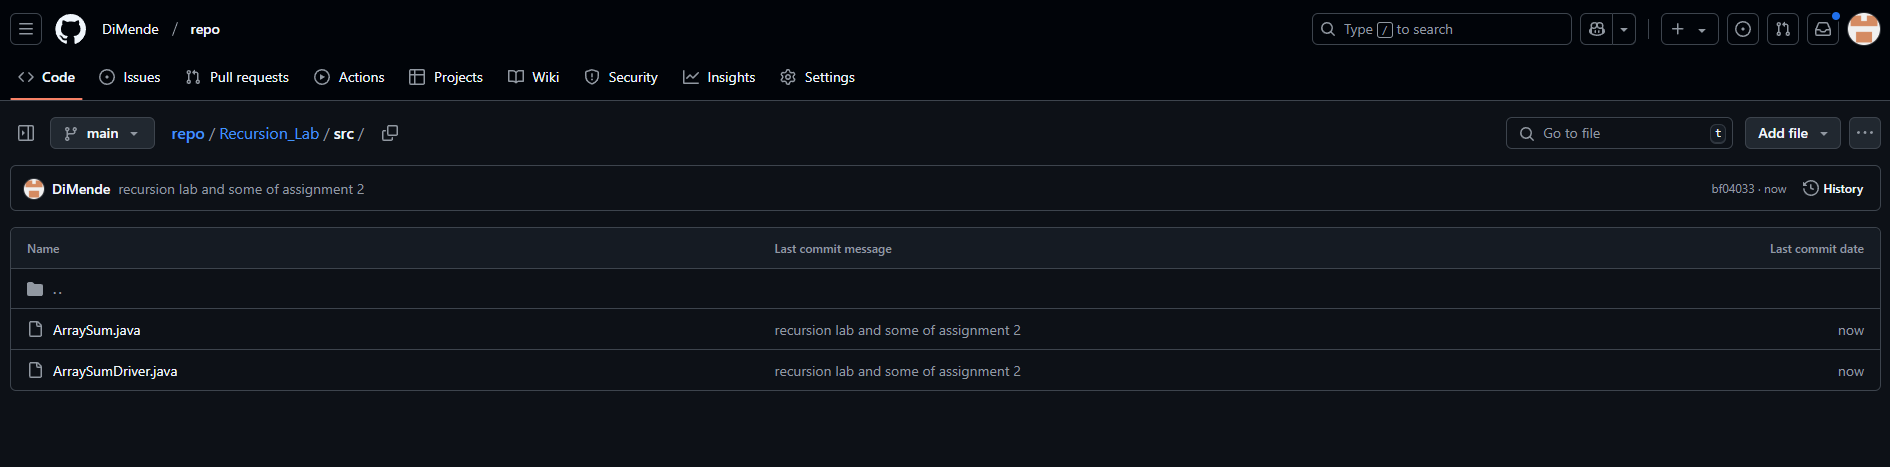 DiMende / repo Type / to search
Code Issues Pull requests Actions Projects Wiki Security Insights Settings
main repo / Recursion_Lab / src / Go to file t Add file
DiMende recursion lab and some of assignment 2 bf04033 · now History
Name Last commit message Last commit date
..
ArraySum.java recursion lab and some of assignment 2 now
ArraySumDriver.java recursion lab and some of assignment 2 now